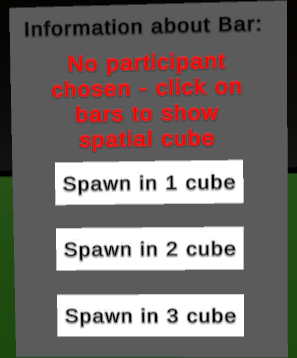 Information about Bar:
No participant
chosen - click on
bars to show
spatial cube
Spawn in 1 cube
Spawn in 2 cube
Spawn in 3 cube